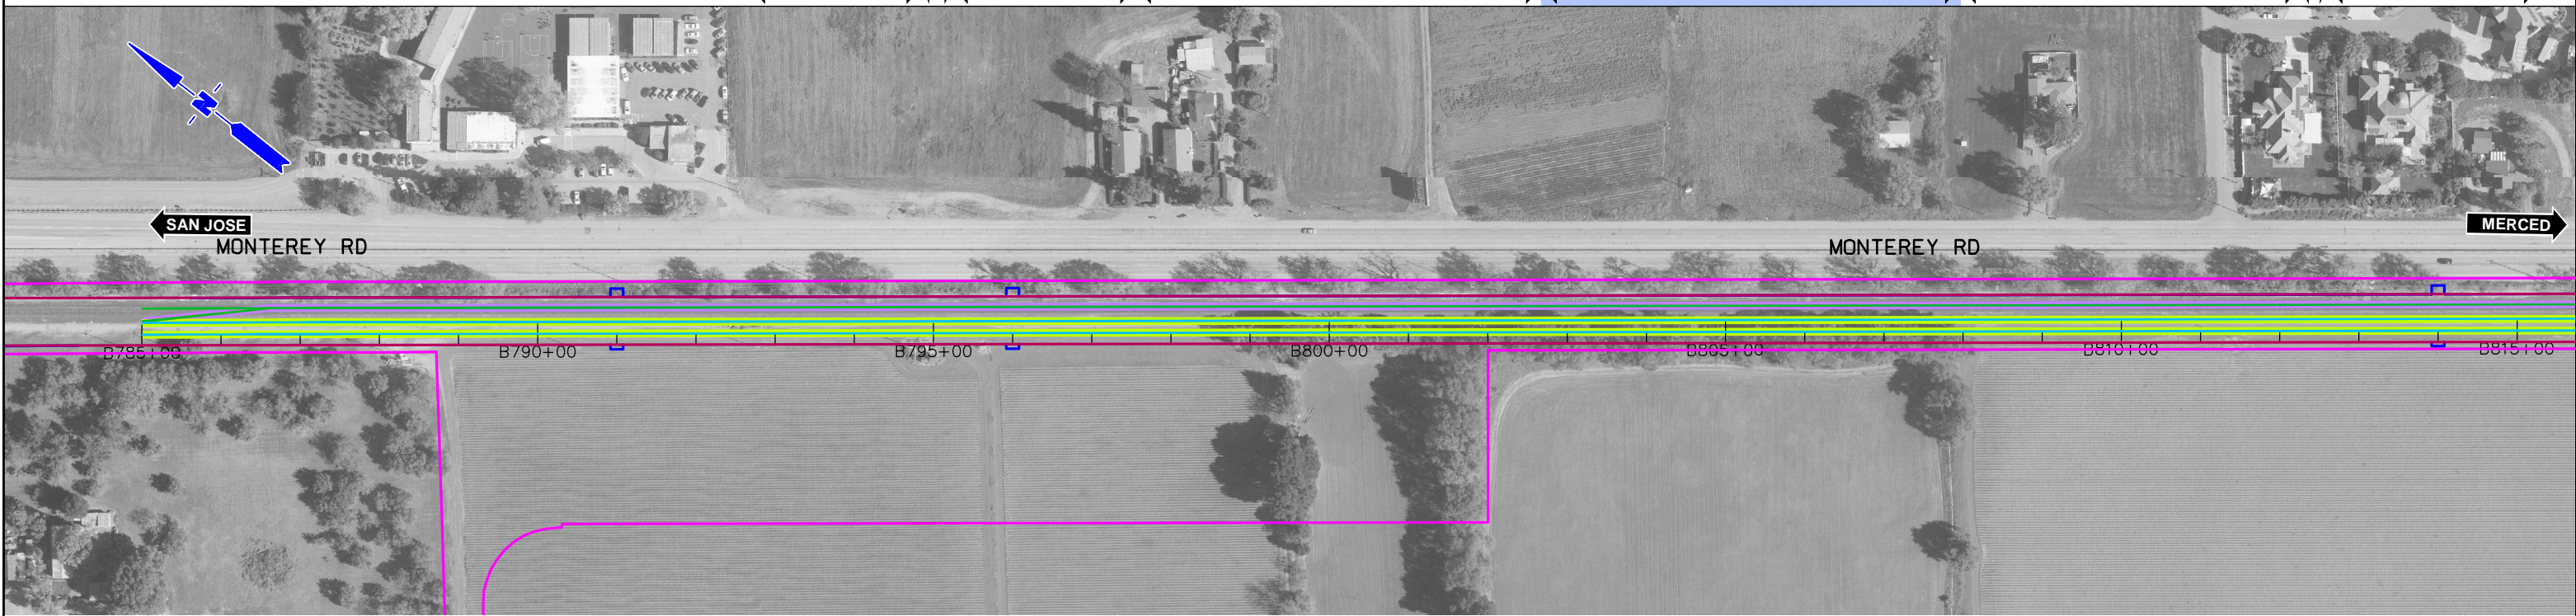 N
SAN JOSE
MERCED
MONTEREY RD
MONTEREY RD
B785+00
B790+00
B795+00
B800+00
B805+00
B810+00
B815+00